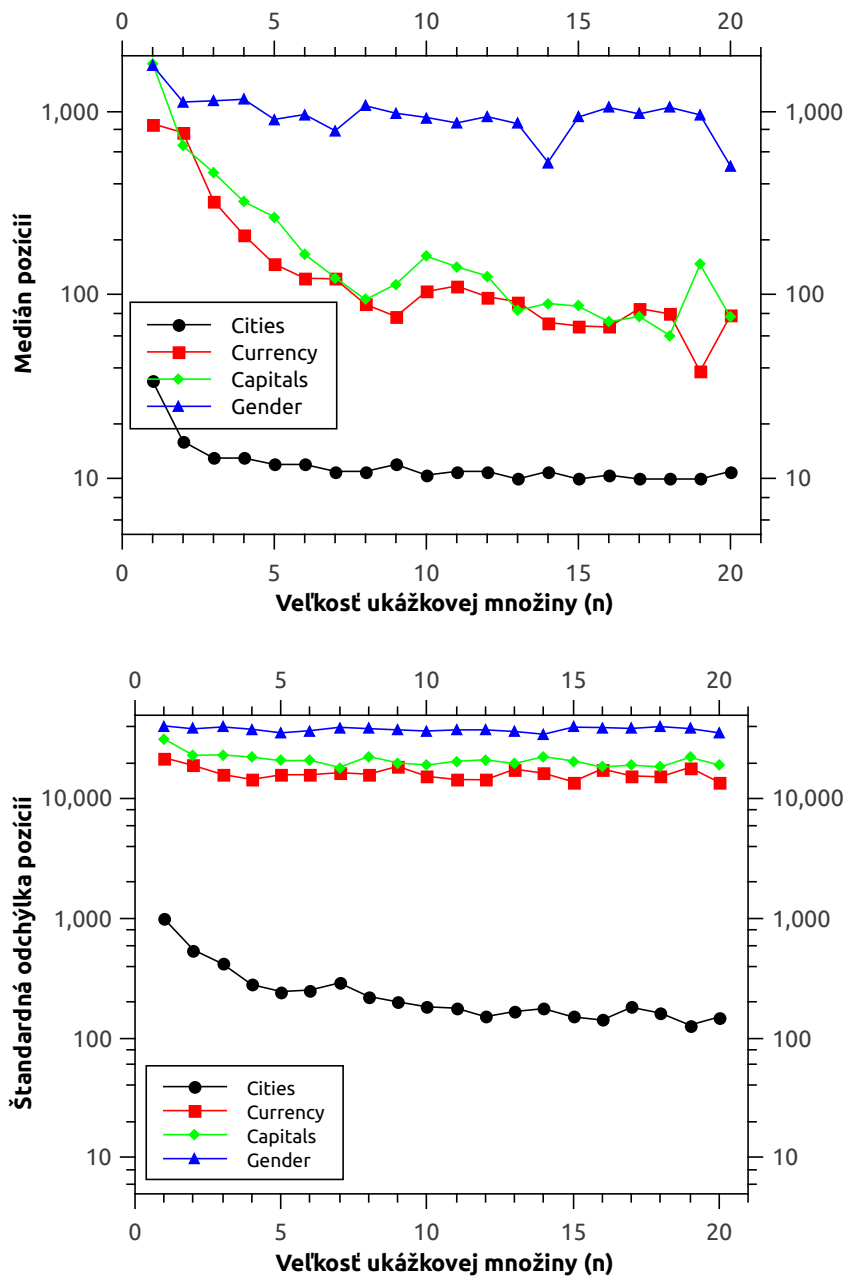 0 5 10 15 20
1,000 1,000
100 100
10 10
Medián pozícií
Cities
Currency
Capitals
Gender
0 5 10 15 20
Veľkosť ukážkovej množiny (n)
0 5 10 15 20
10,000 10,000
1,000 1,000
100 100
10 10
Štandardná odchýlka pozícií
Cities
Currency
Capitals
Gender
0 5 10 15 20
Veľkosť ukážkovej množiny (n)